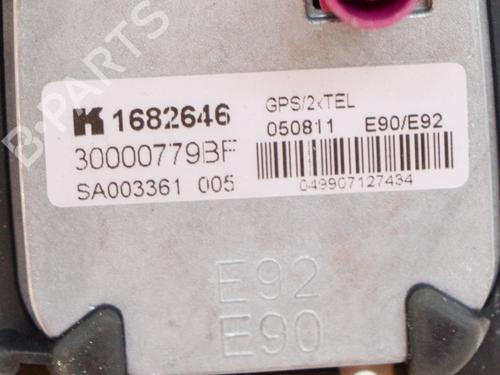 K 1682646 GPS/2xTEL
30000779BF 050811 E90/E92
SA003361 005 049907127434
E92
E90
B-PARTS